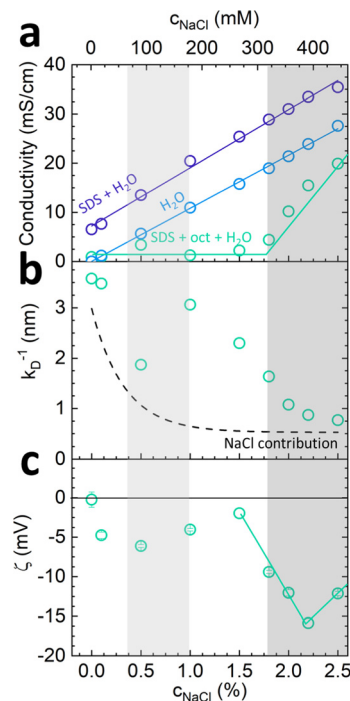 c_NaCl (mM)
0 100 200 300 400
a
Conductivity (mS/cm)
40
30
20
10
0
SDS + H₂O
H₂O
SDS + oct + H₂O
b
k_D⁻¹ (nm)
3
2
1
0
NaCl contribution
c
ζ (mV)
0
-5
-10
-15
-20
0.0 0.5 1.0 1.5 2.0 2.5
c_NaCl (%)